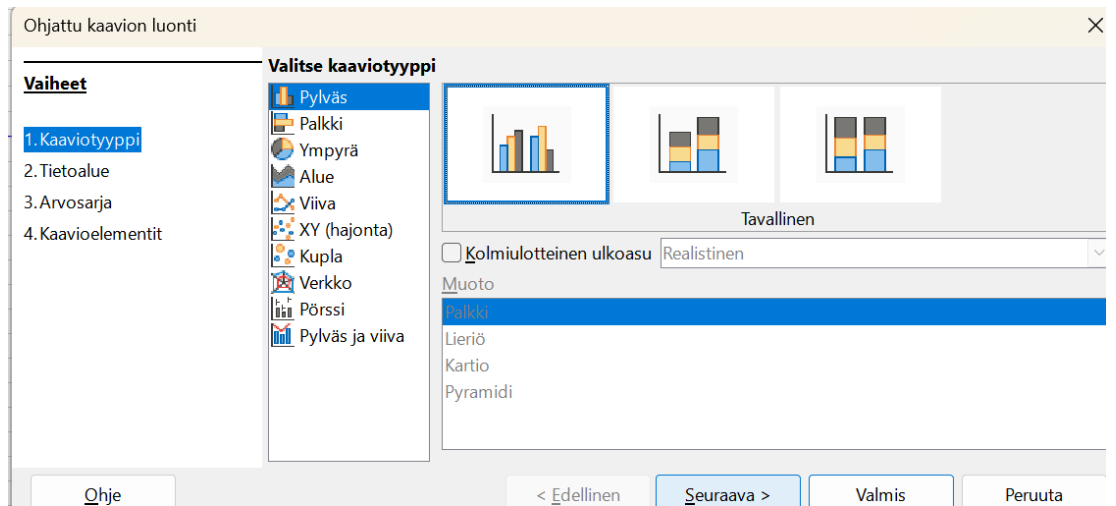 Ohjattu kaavion luonti
Vaiheet
1.Kaaviotyyppi
2.Tietoalue
3.Arvosarja
4.Kaavioelementit
Valitse kaaviotyyppi
Pylväs
Palkki
Ympyrä
Alue
Viiva
XY (hajonta)
Kupla
Verkko
Pörssi
Pylväs ja viiva
Tavallinen
Kolmiulotteinen ulkoasu
Realistinen
Muoto
Palkki
Lieriö
Kartio
Pyramidi
Ohje
< Edellinen
Seuraava >
Valmis
Peruuta